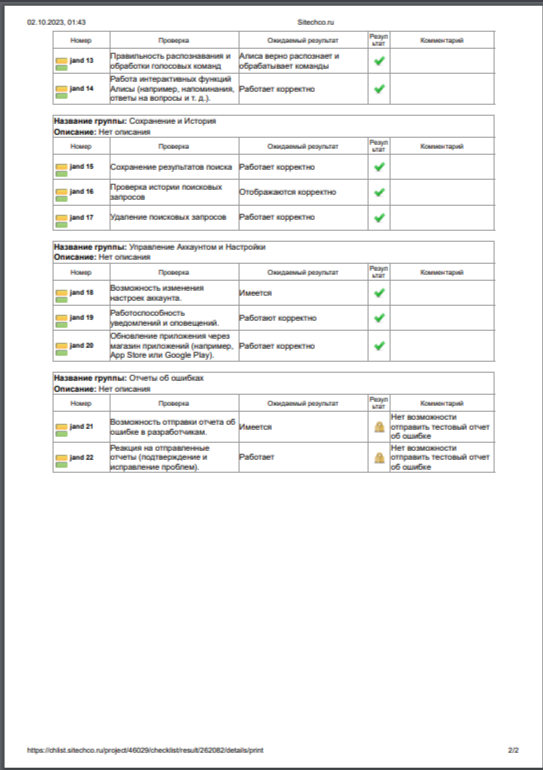 02.10.2023, 01:43 Sitechco.ru
Номер Проверка Ожидаемый результат Резул Комментарий
ьтат
jand 13 Правильность распознавания и Алиса верно распознает и
обработки голосовых команд обрабатывает команды
Работа интерактивных функций
jand 14 Алисы (например, напоминания, Работает корректно
ответы на вопросы и т. д.).
Название группы: Сохранение и История
Описание: Нет описания
Номер Проверка Ожидаемый результат Резул Комментарий
ьтат
jand 15 Сохранение результатов поиска Работает корректно
jand 16 Проверка истории поисковых Отображаются корректно
запросов
jand 17 Удаление поисковых запросов Работает корректно
Название группы: Управление Аккаунтом и Настройки
Описание: Нет описания
Номер Проверка Ожидаемый результат Резул Комментарий
ьтат
jand 18 Возможность изменения Имеется
настроек аккаунта.
jand 19 Работоспособность Работают корректно
уведомлений и оповещений.
Обновление приложения через
jand 20 магазин приложений (например, Работает корректно
App Store или Google Play).
Название группы: Отчеты об ошибках
Описание: Нет описания
Номер Проверка Ожидаемый результат Резул Комментарий
ьтат
Нет возможности
jand 21 Возможность отправки отчета об Имеется отправить тестовый отчет
ошибке в разработчикам. об ошибке
Реакция на отправленные Нет возможности
jand 22 отчеты (подтверждение и Работает отправить тестовый отчет
исправление проблем). об ошибке
https://chlist.sitechco.ru/project/46029/checklist/result/262082/details/print 2/2